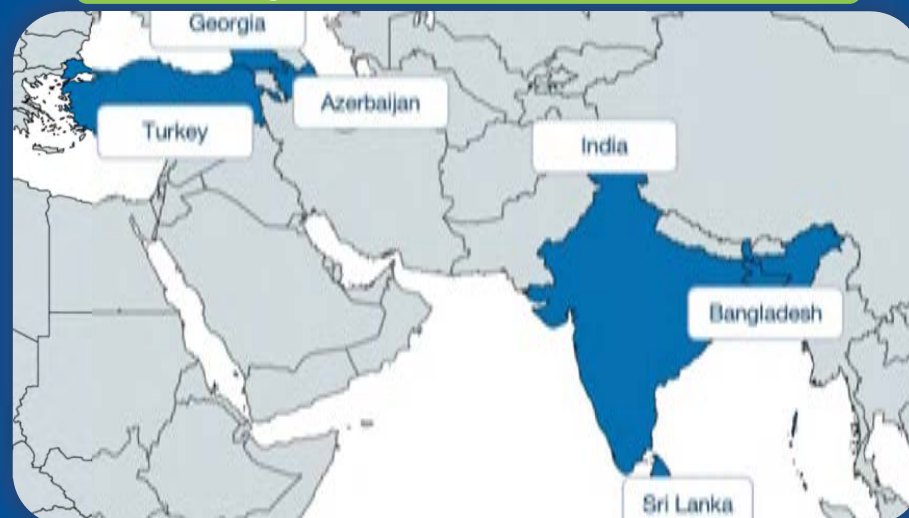 Georgia
Azerbaijan
Turkey
India
Bangladesh
Sri Lanka